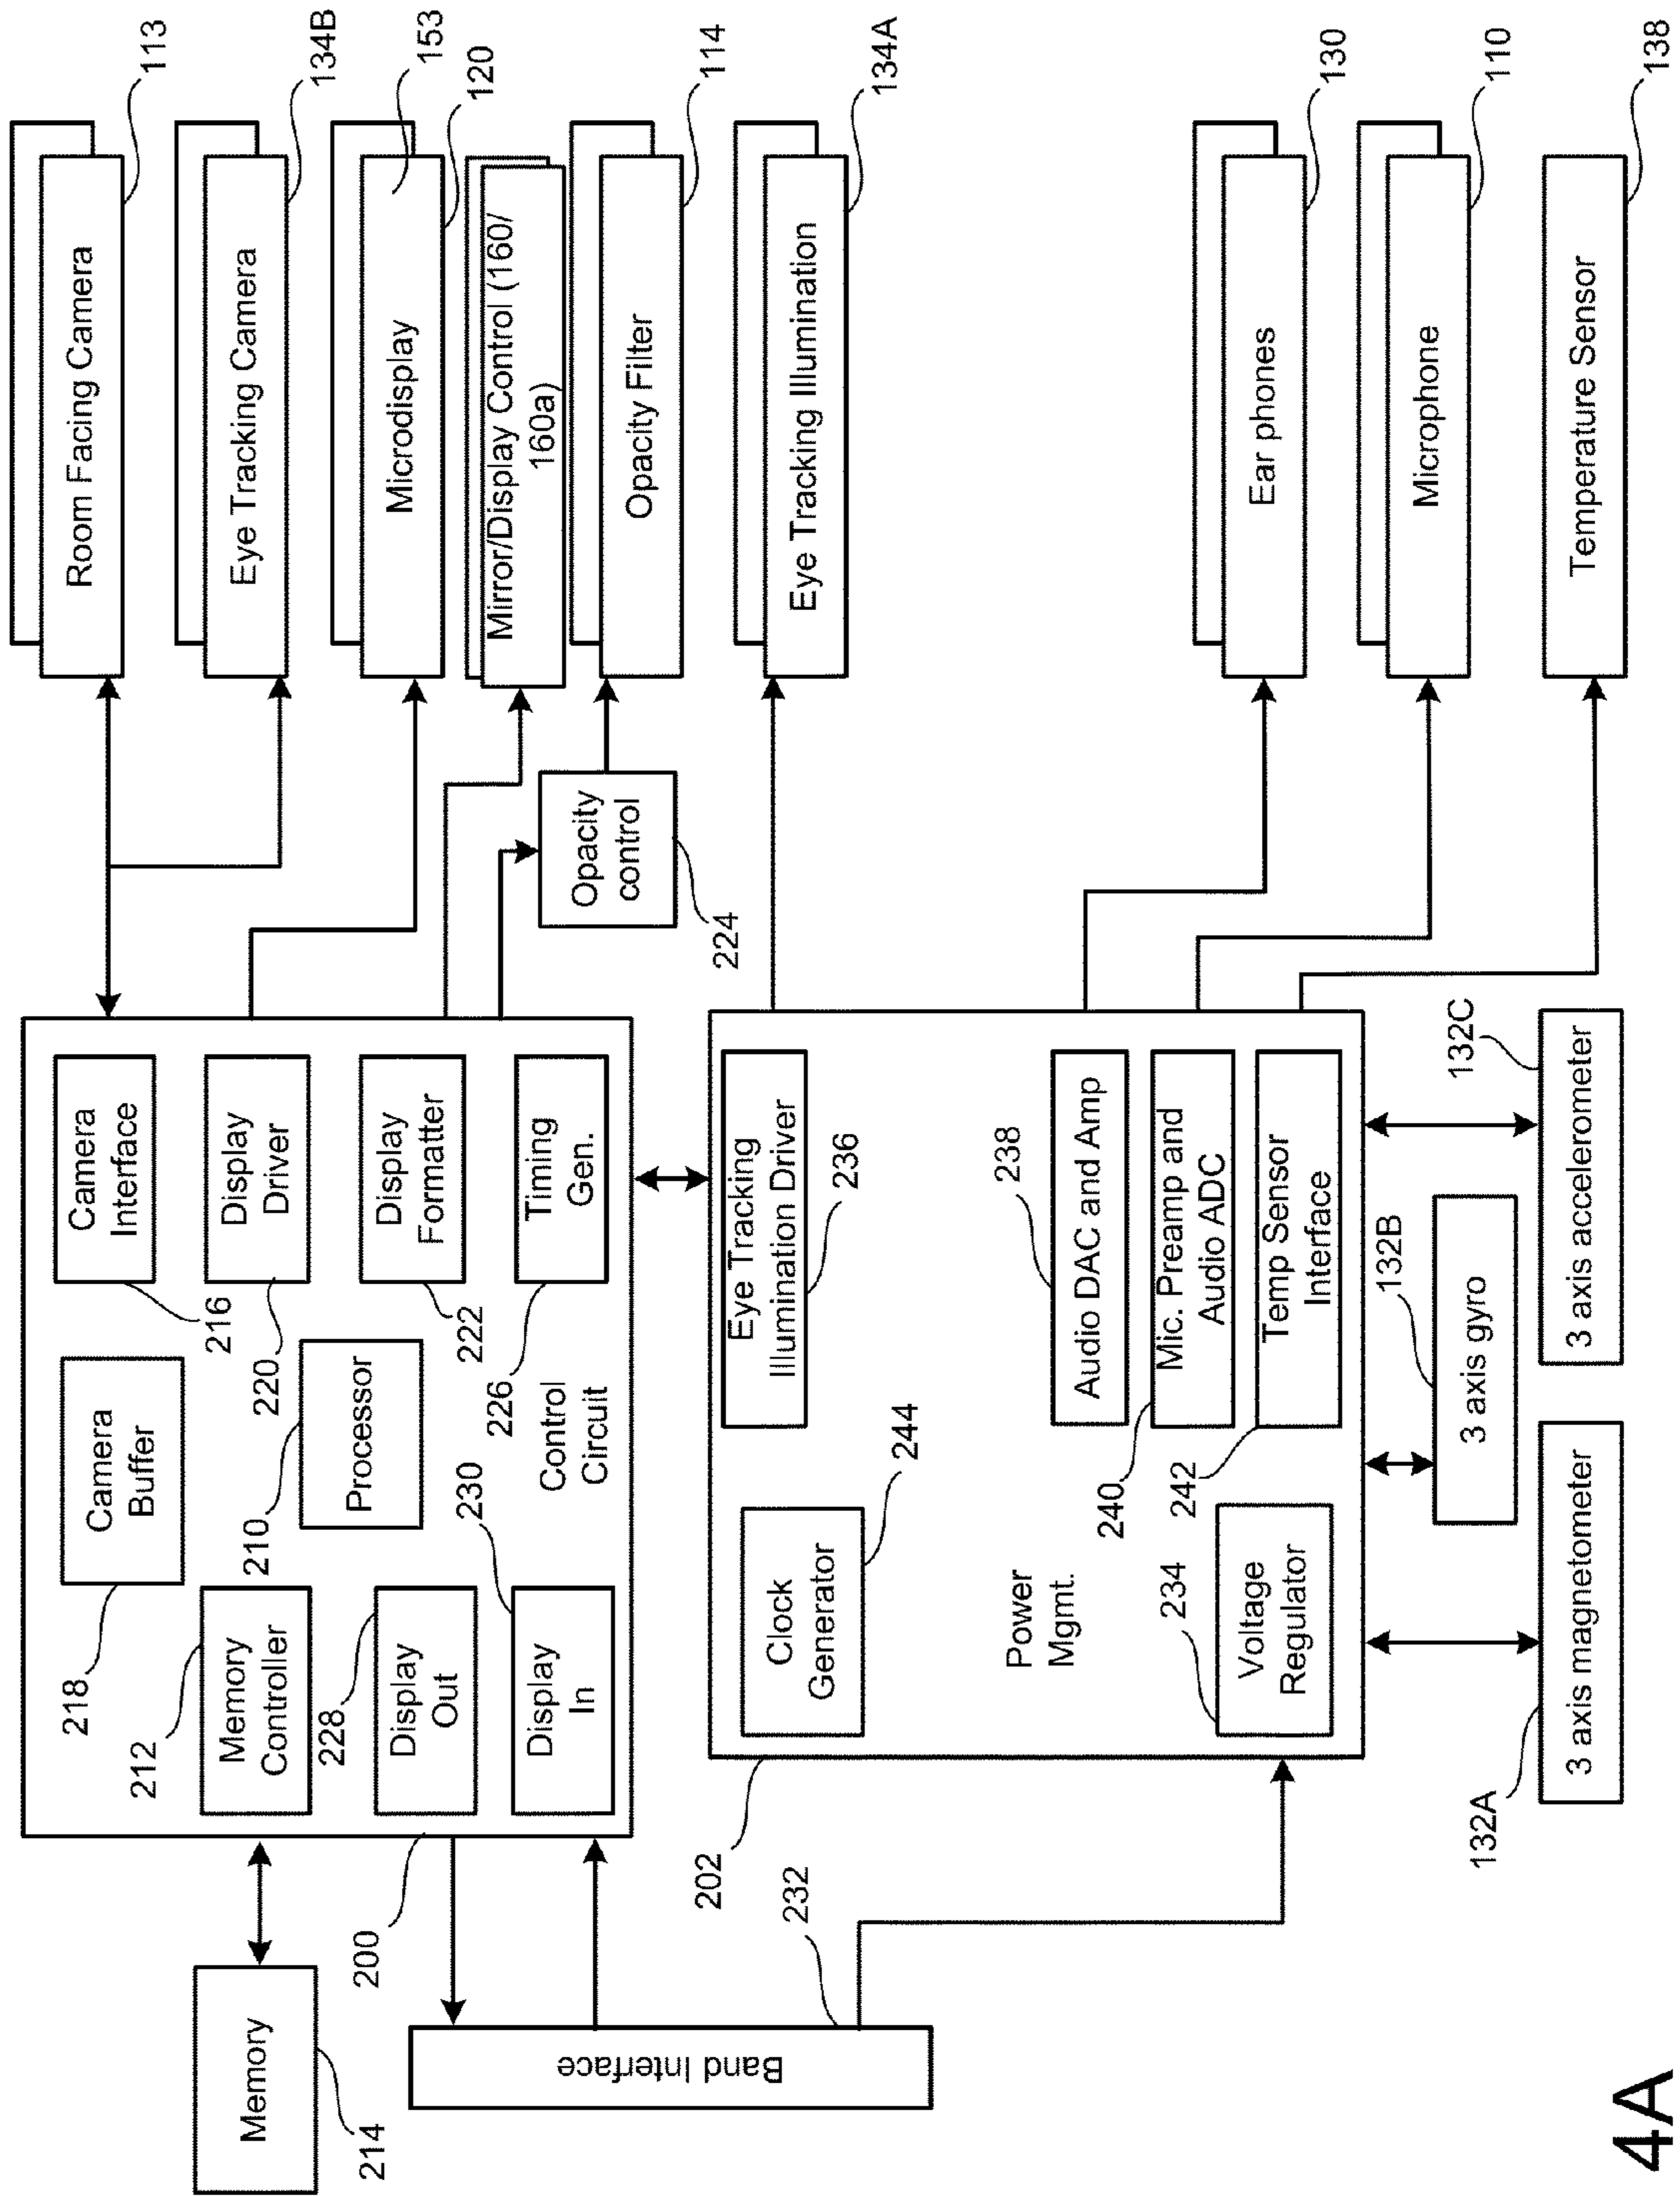 Room Facing Camera
113
Eye Tracking Camera
134B
Microdisplay
153
120
Mirror/Display Control (160/
160a)
Opacity Filter
114
Eye Tracking Illumination
134A
Ear phones
130
Microphone
110
Temperature Sensor
138
Opacity
control
224
Camera
Interface
216
Display
Driver
220
Display
Formatter
222
Timing
Gen.
226
Camera
Buffer
218
Processor
210
Control
Circuit
Memory
Controller
212
Display
Out
228
Display
In
230
200
Memory
214
Band Interface
232
202
Eye Tracking
Illumination Driver
236
Audio DAC and Amp
238
Mic. Preamp and
Audio ADC
240
Temp Sensor
Interface
242
Clock
Generator
244
Power
Mgmt.
Voltage
Regulator
234
3 axis magnetometer
132A
3 axis gyro
132B
3 axis accelerometer
132C
4A